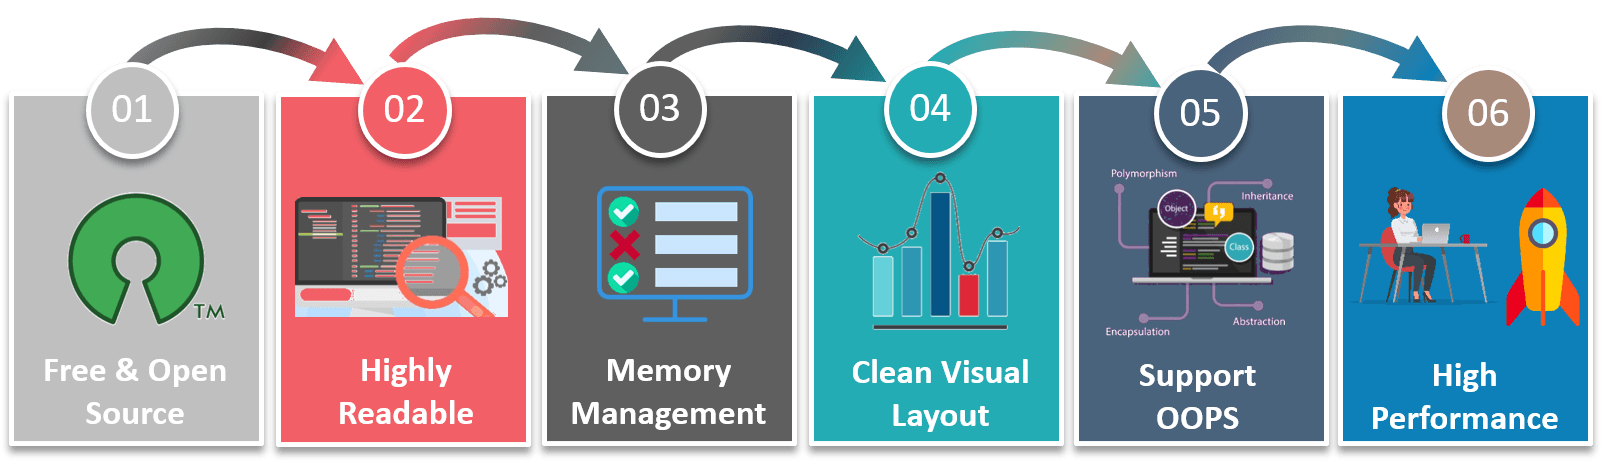 01
02
03
04
05
06
TM
Free & Open
Source
Highly
Readable
Memory
Management
Clean Visual
Layout
Polymorphism
Inheritance
Object
Class
Encapsulation
Abstraction
Support
OOPS
High
Performance